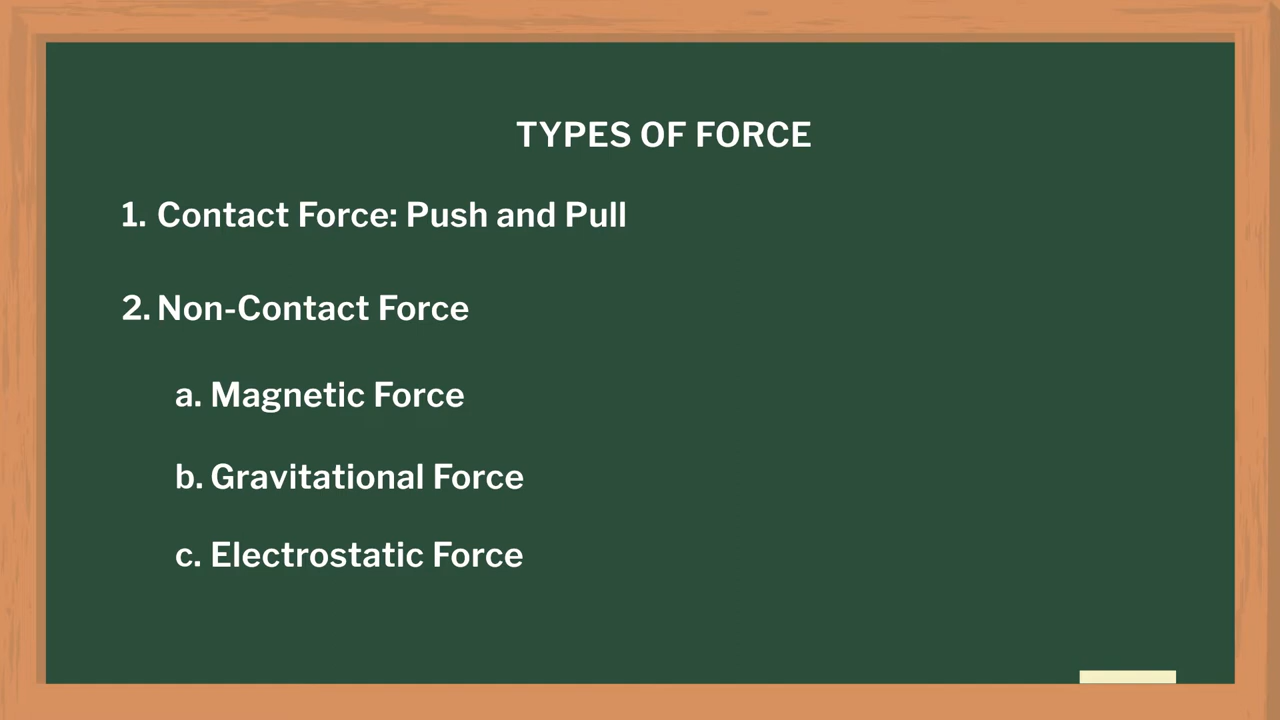 TYPES OF FORCE
1. Contact Force: Push and Pull
2. Non-Contact Force
a. Magnetic Force
b. Gravitational Force
c. Electrostatic Force